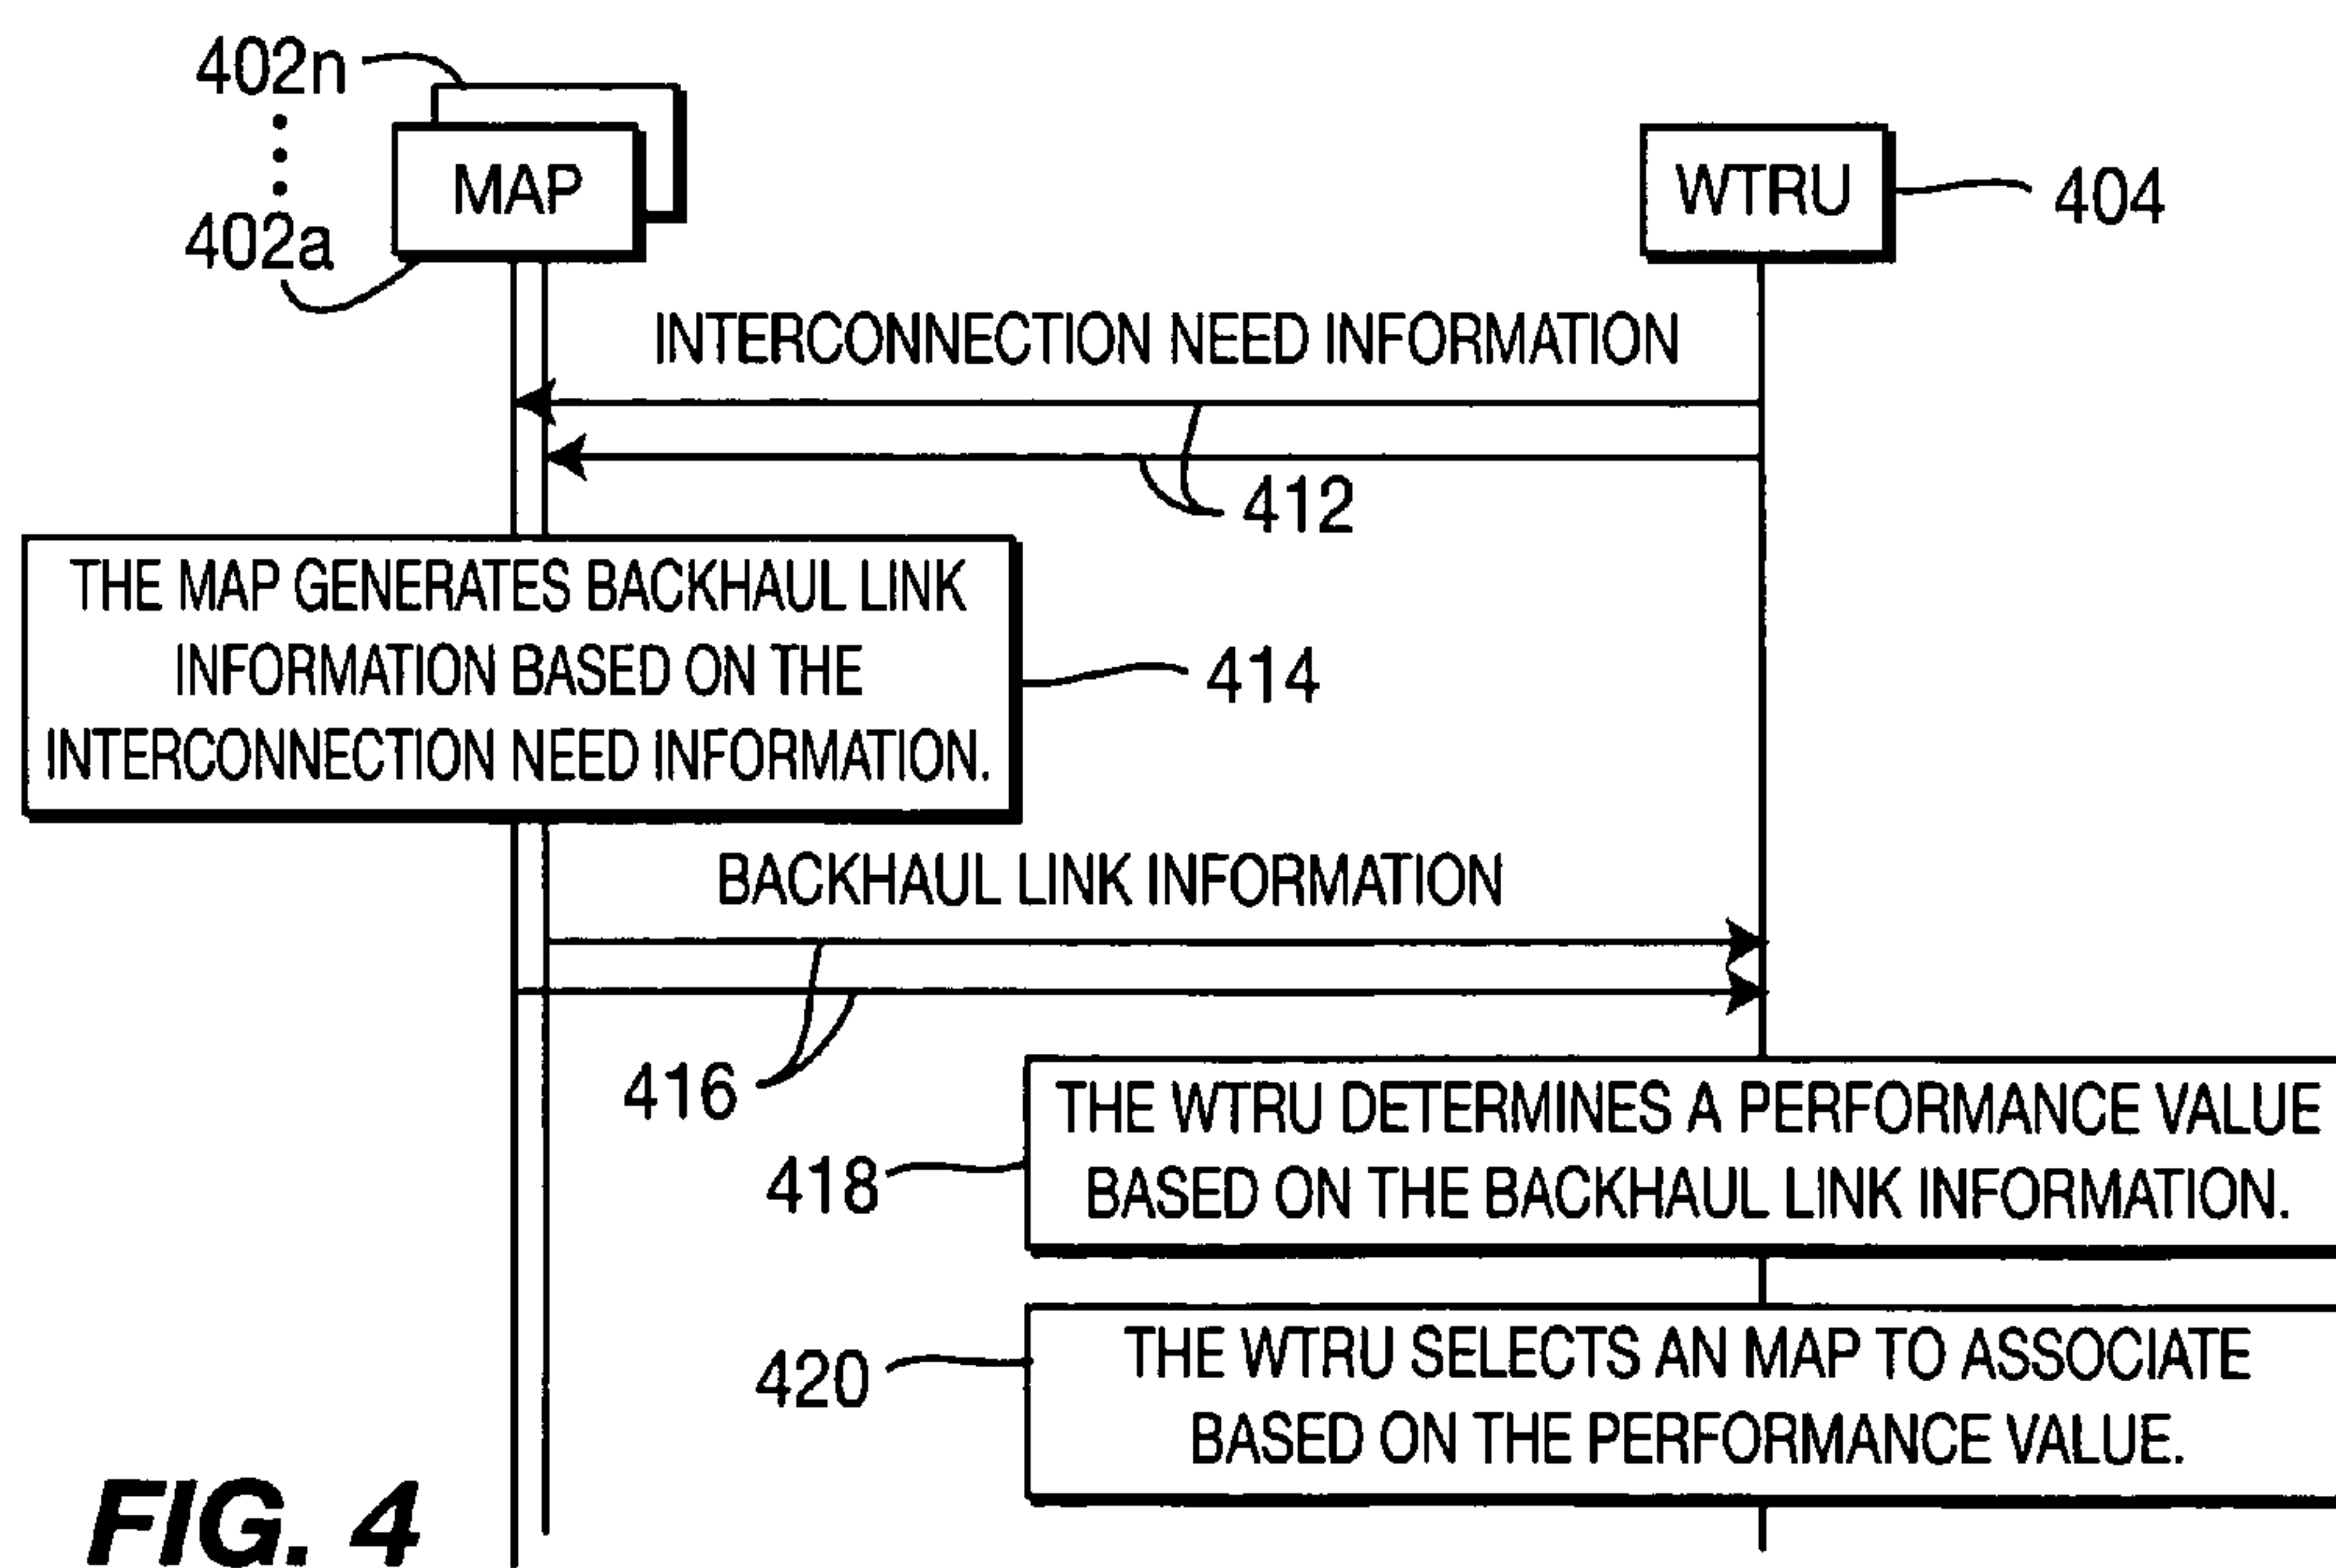 402n
MAP
WTRU
404
402a
INTERCONNECTION NEED INFORMATION
412
THE MAP GENERATES BACKHAUL LINK
INFORMATION BASED ON THE
INTERCONNECTION NEED INFORMATION.
414
BACKHAUL LINK INFORMATION
416
THE WTRU DETERMINES A PERFORMANCE VALUE
BASED ON THE BACKHAUL LINK INFORMATION.
418
THE WTRU SELECTS AN MAP TO ASSOCIATE
BASED ON THE PERFORMANCE VALUE.
420
FIG. 4